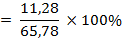 = 11,28 / 65,78 × 100%